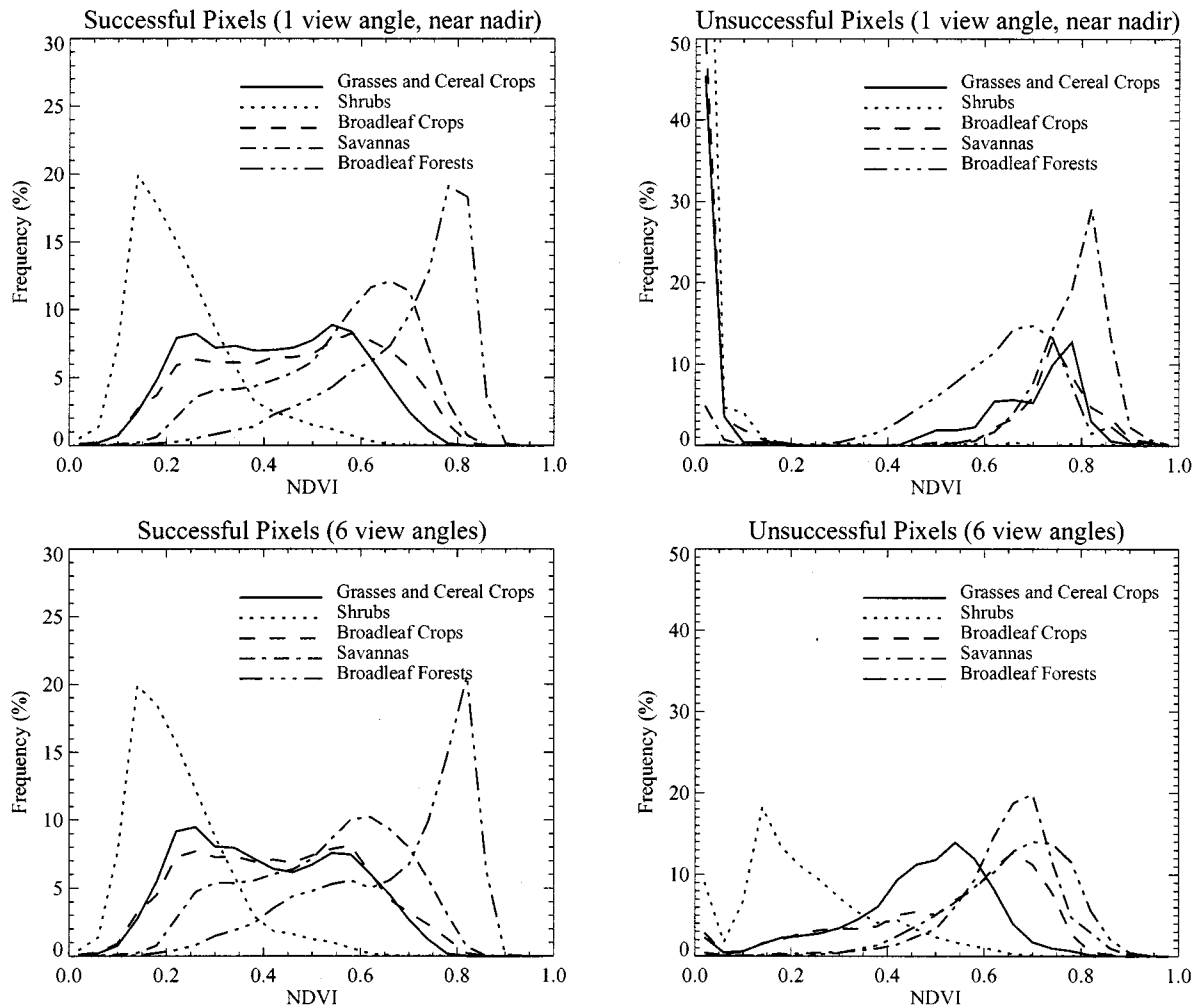 Successful Pixels (1 view angle, near nadir)
30
25
20
15
10
5
0
Frequency (%)
Grasses and Cereal Crops
Shrubs
Broadleaf Crops
Savannas
Broadleaf Forests
0.0 0.2 0.4 0.6 0.8 1.0
NDVI
Unsuccessful Pixels (1 view angle, near nadir)
50
40
30
20
10
0
Frequency (%)
Grasses and Cereal Crops
Shrubs
Broadleaf Crops
Savannas
Broadleaf Forests
0.0 0.2 0.4 0.6 0.8 1.0
NDVI
Successful Pixels (6 view angles)
30
25
20
15
10
5
0
Frequency (%)
Grasses and Cereal Crops
Shrubs
Broadleaf Crops
Savannas
Broadleaf Forests
0.0 0.2 0.4 0.6 0.8 1.0
NDVI
Unsuccessful Pixels (6 view angles)
50
40
30
20
10
0
Frequency (%)
Grasses and Cereal Crops
Shrubs
Broadleaf Crops
Savannas
Broadleaf Forests
0.0 0.2 0.4 0.6 0.8 1.0
NDVI